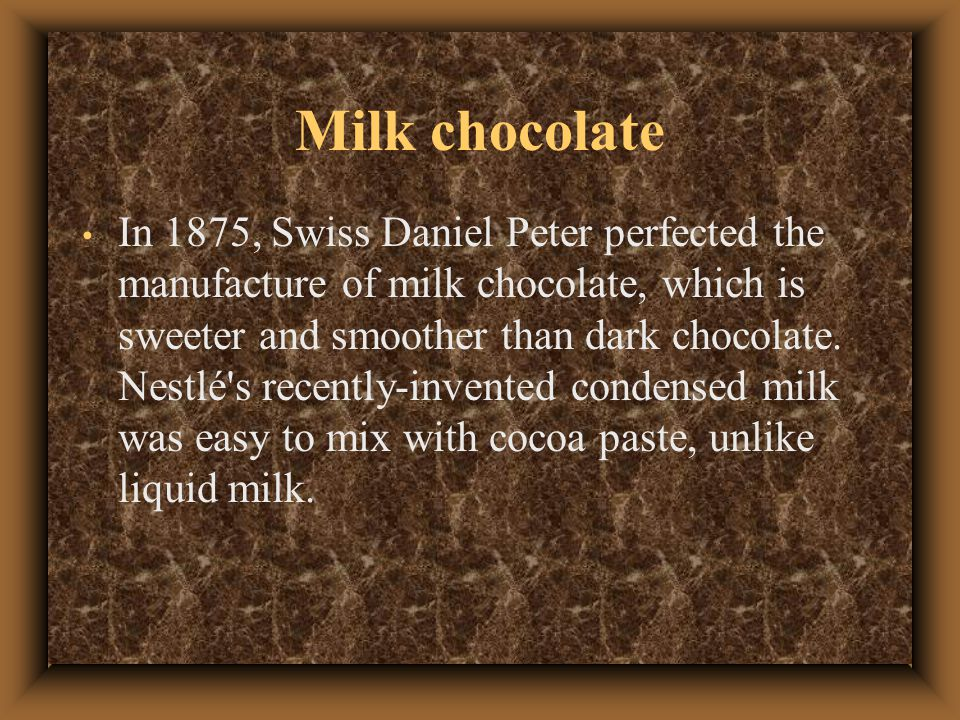 Milk chocolate
• In 1875, Swiss Daniel Peter perfected the
manufacture of milk chocolate, which is
sweeter and smoother than dark chocolate.
Nestlé's recently-invented condensed milk
was easy to mix with cocoa paste, unlike
liquid milk.